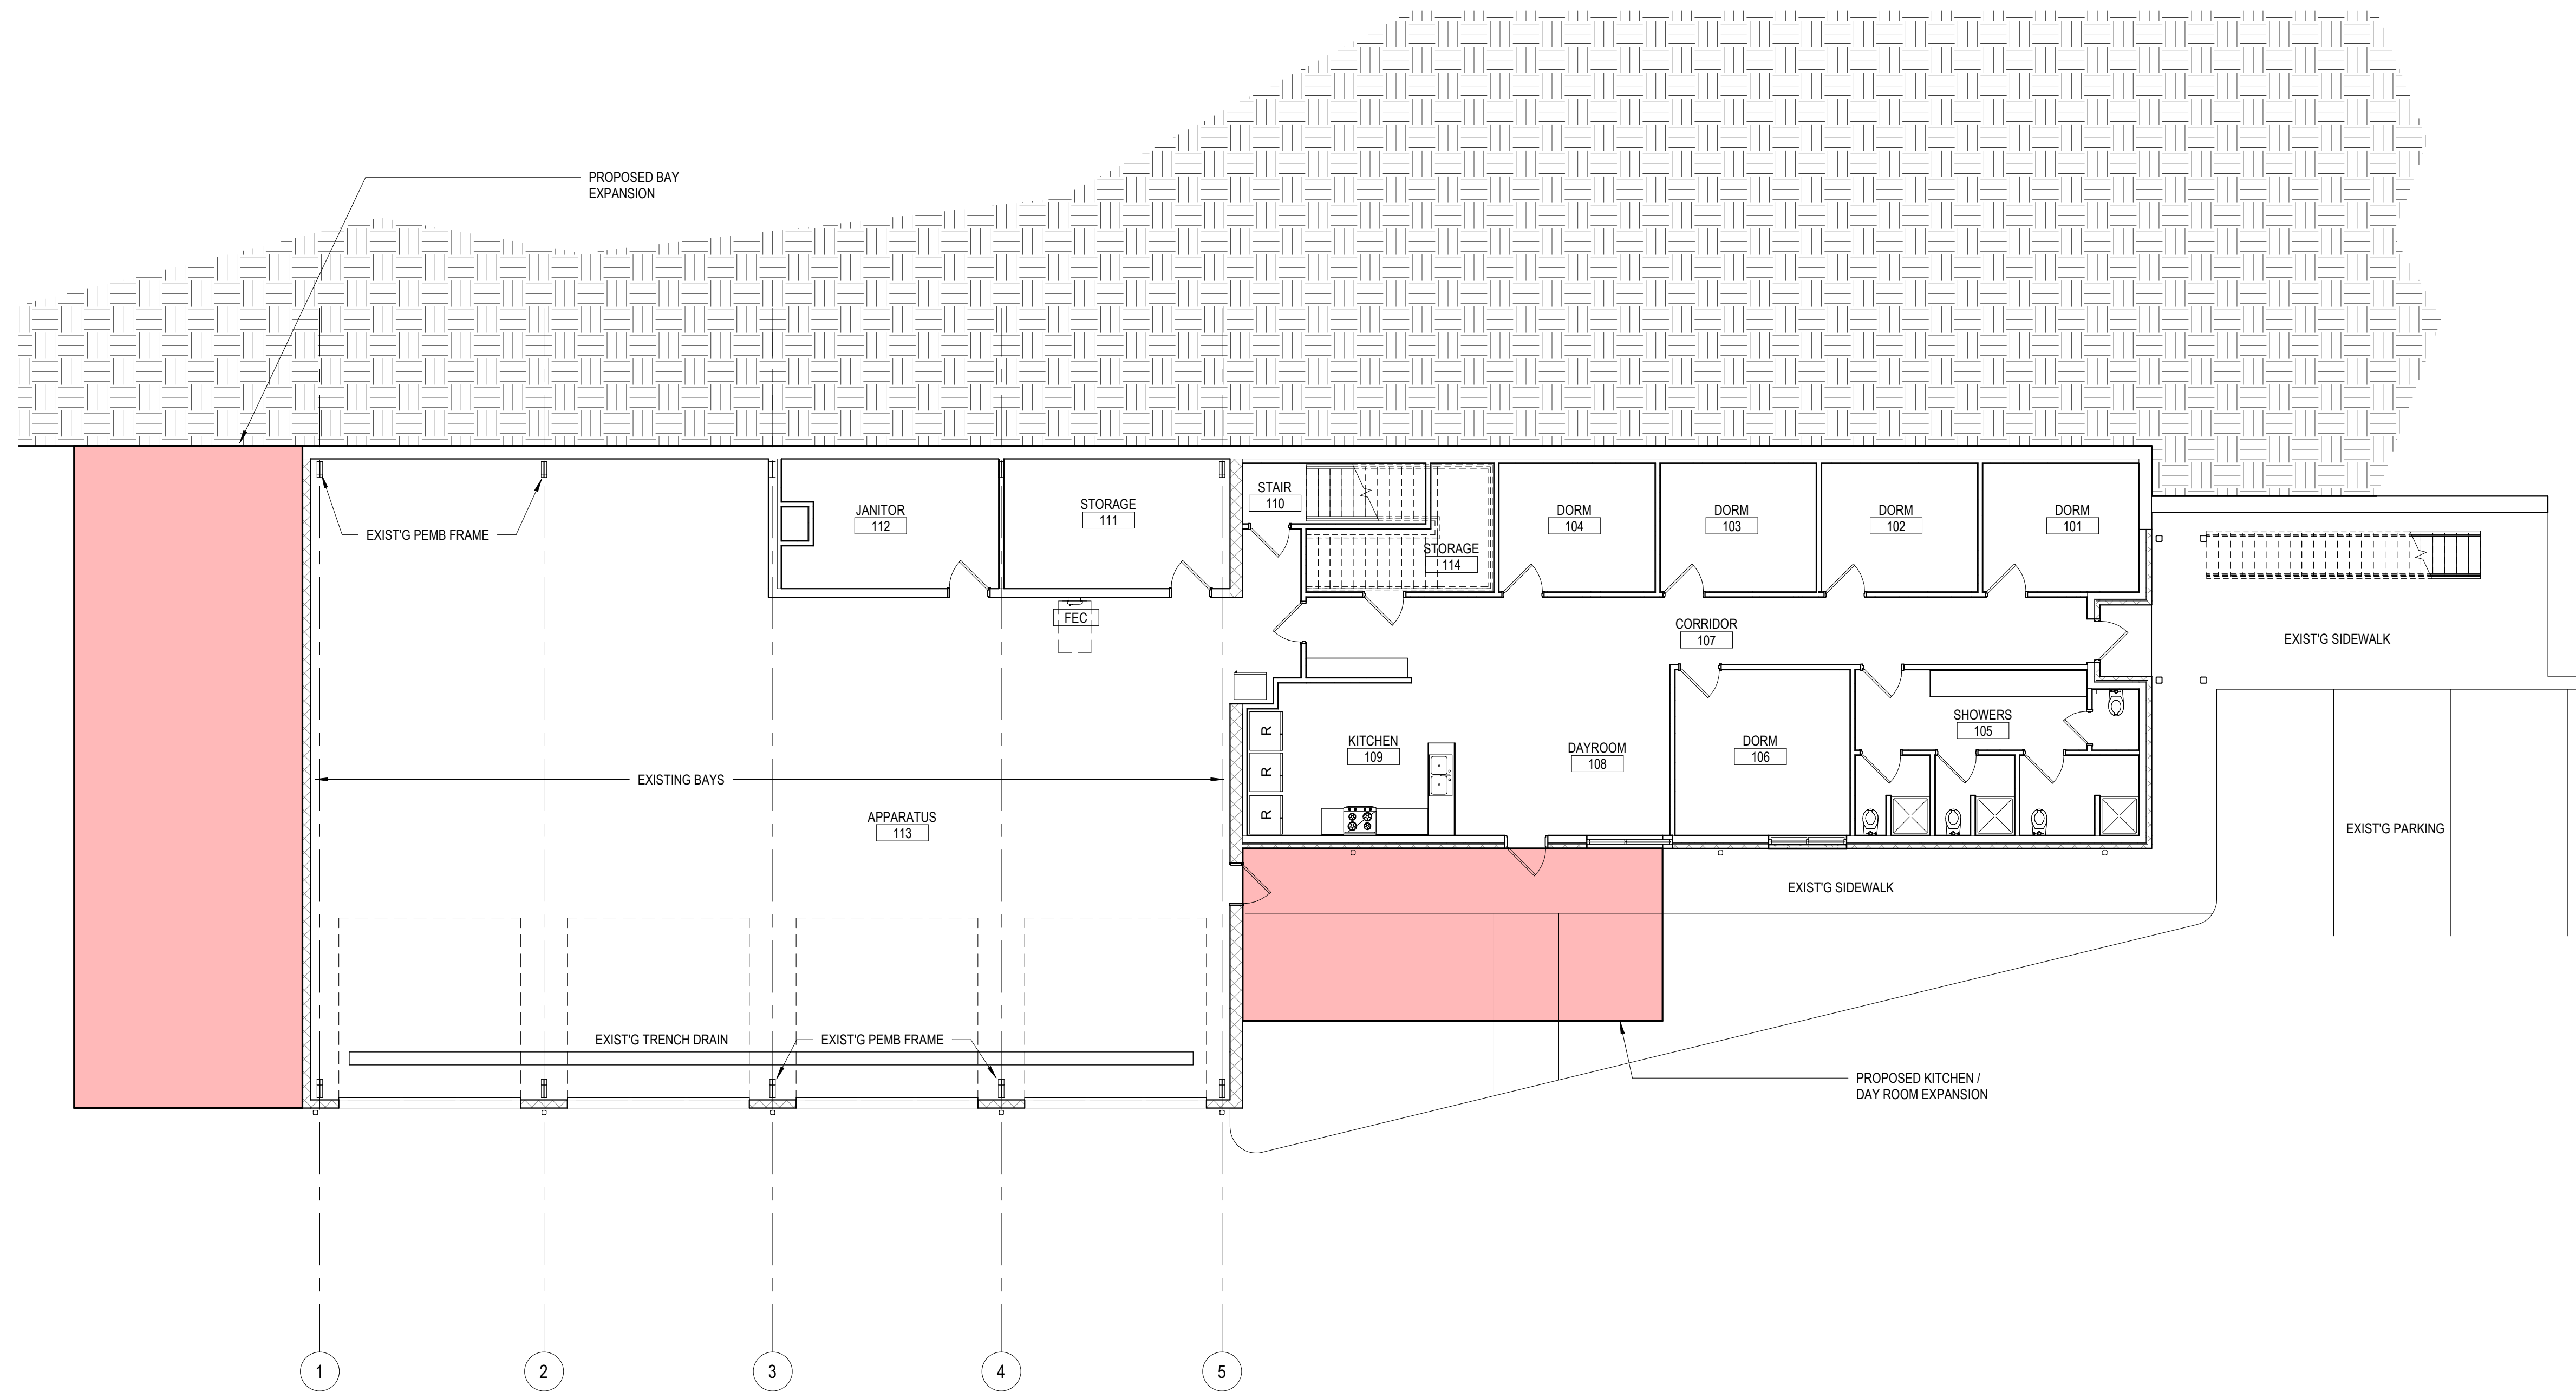 PROPOSED BAY
EXPANSION
EXIST'G PEMB FRAME
JANITOR
112
STORAGE
111
STAIR
110
STORAGE
114
DORM
104
DORM
103
DORM
102
DORM
101
FEC
CORRIDOR
107
EXIST'G SIDEWALK
R
R
R
KITCHEN
109
DAYROOM
108
DORM
106
SHOWERS
105
EXISTING BAYS
APPARATUS
113
EXIST'G PARKING
EXIST'G SIDEWALK
EXIST'G TRENCH DRAIN
EXIST'G PEMB FRAME
PROPOSED KITCHEN /
DAY ROOM EXPANSION
1
2
3
4
5